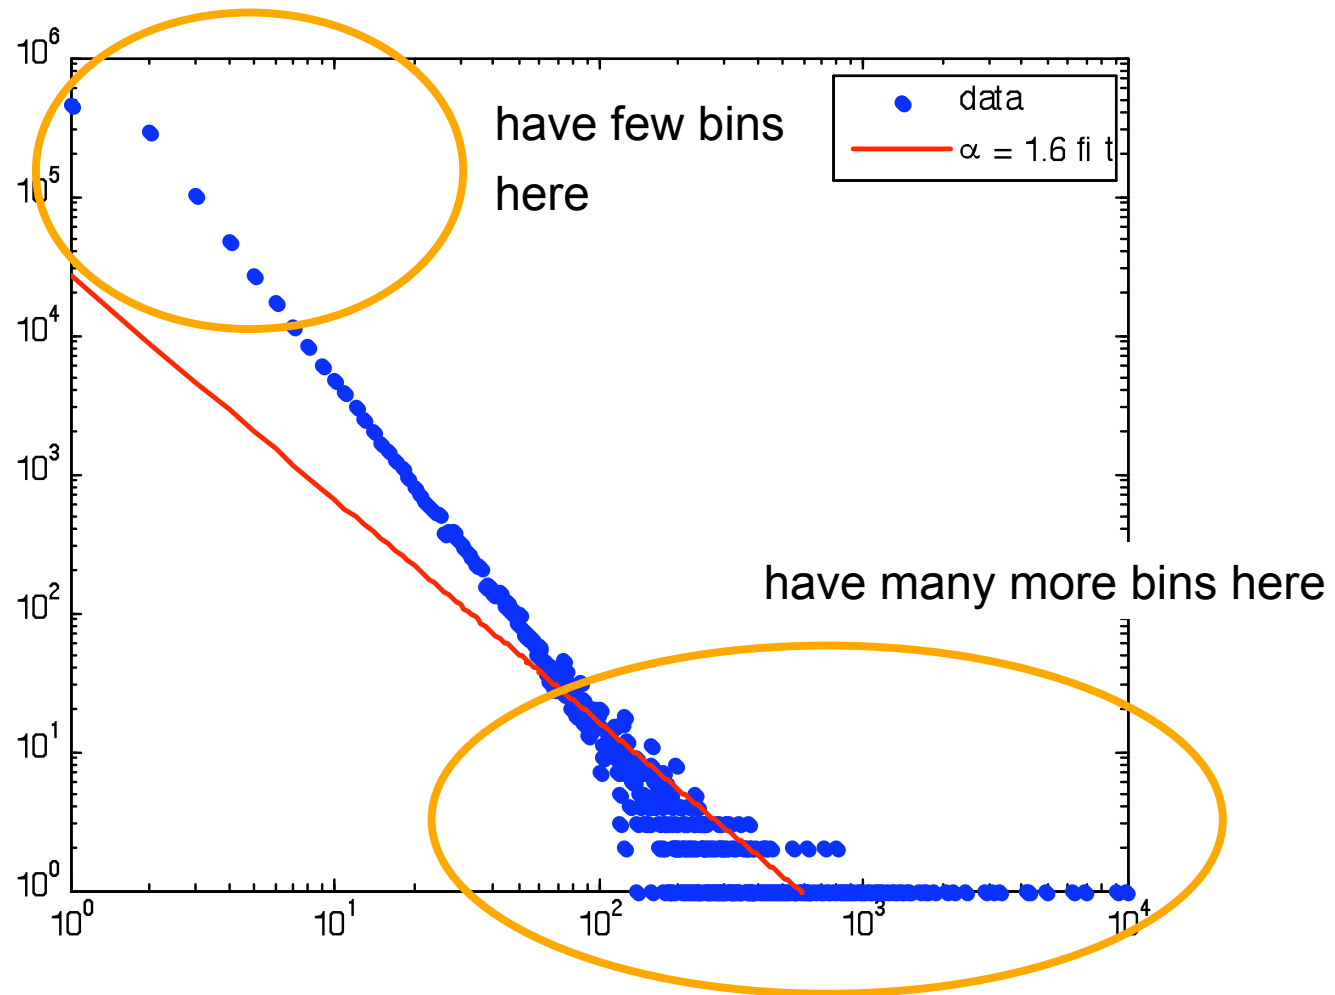 10^6
have few bins
data
α = 1.6 fi t
10^5
here
10^4
10^3
have many more bins here
10^2
10^1
10^0
10^0 10^1 10^2 10^3 10^4